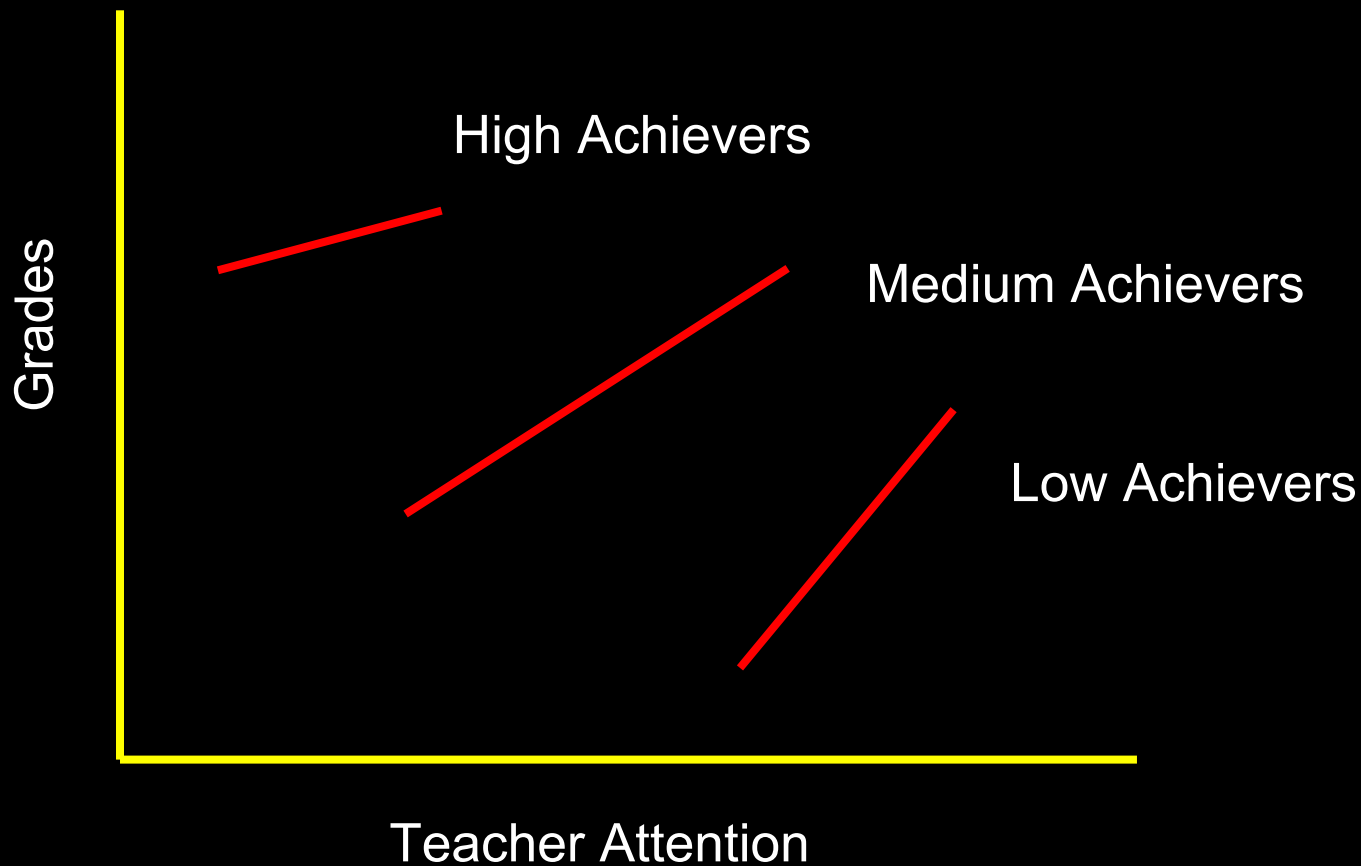 High Achievers
Medium Achievers
Low Achievers
Grades
Teacher Attention